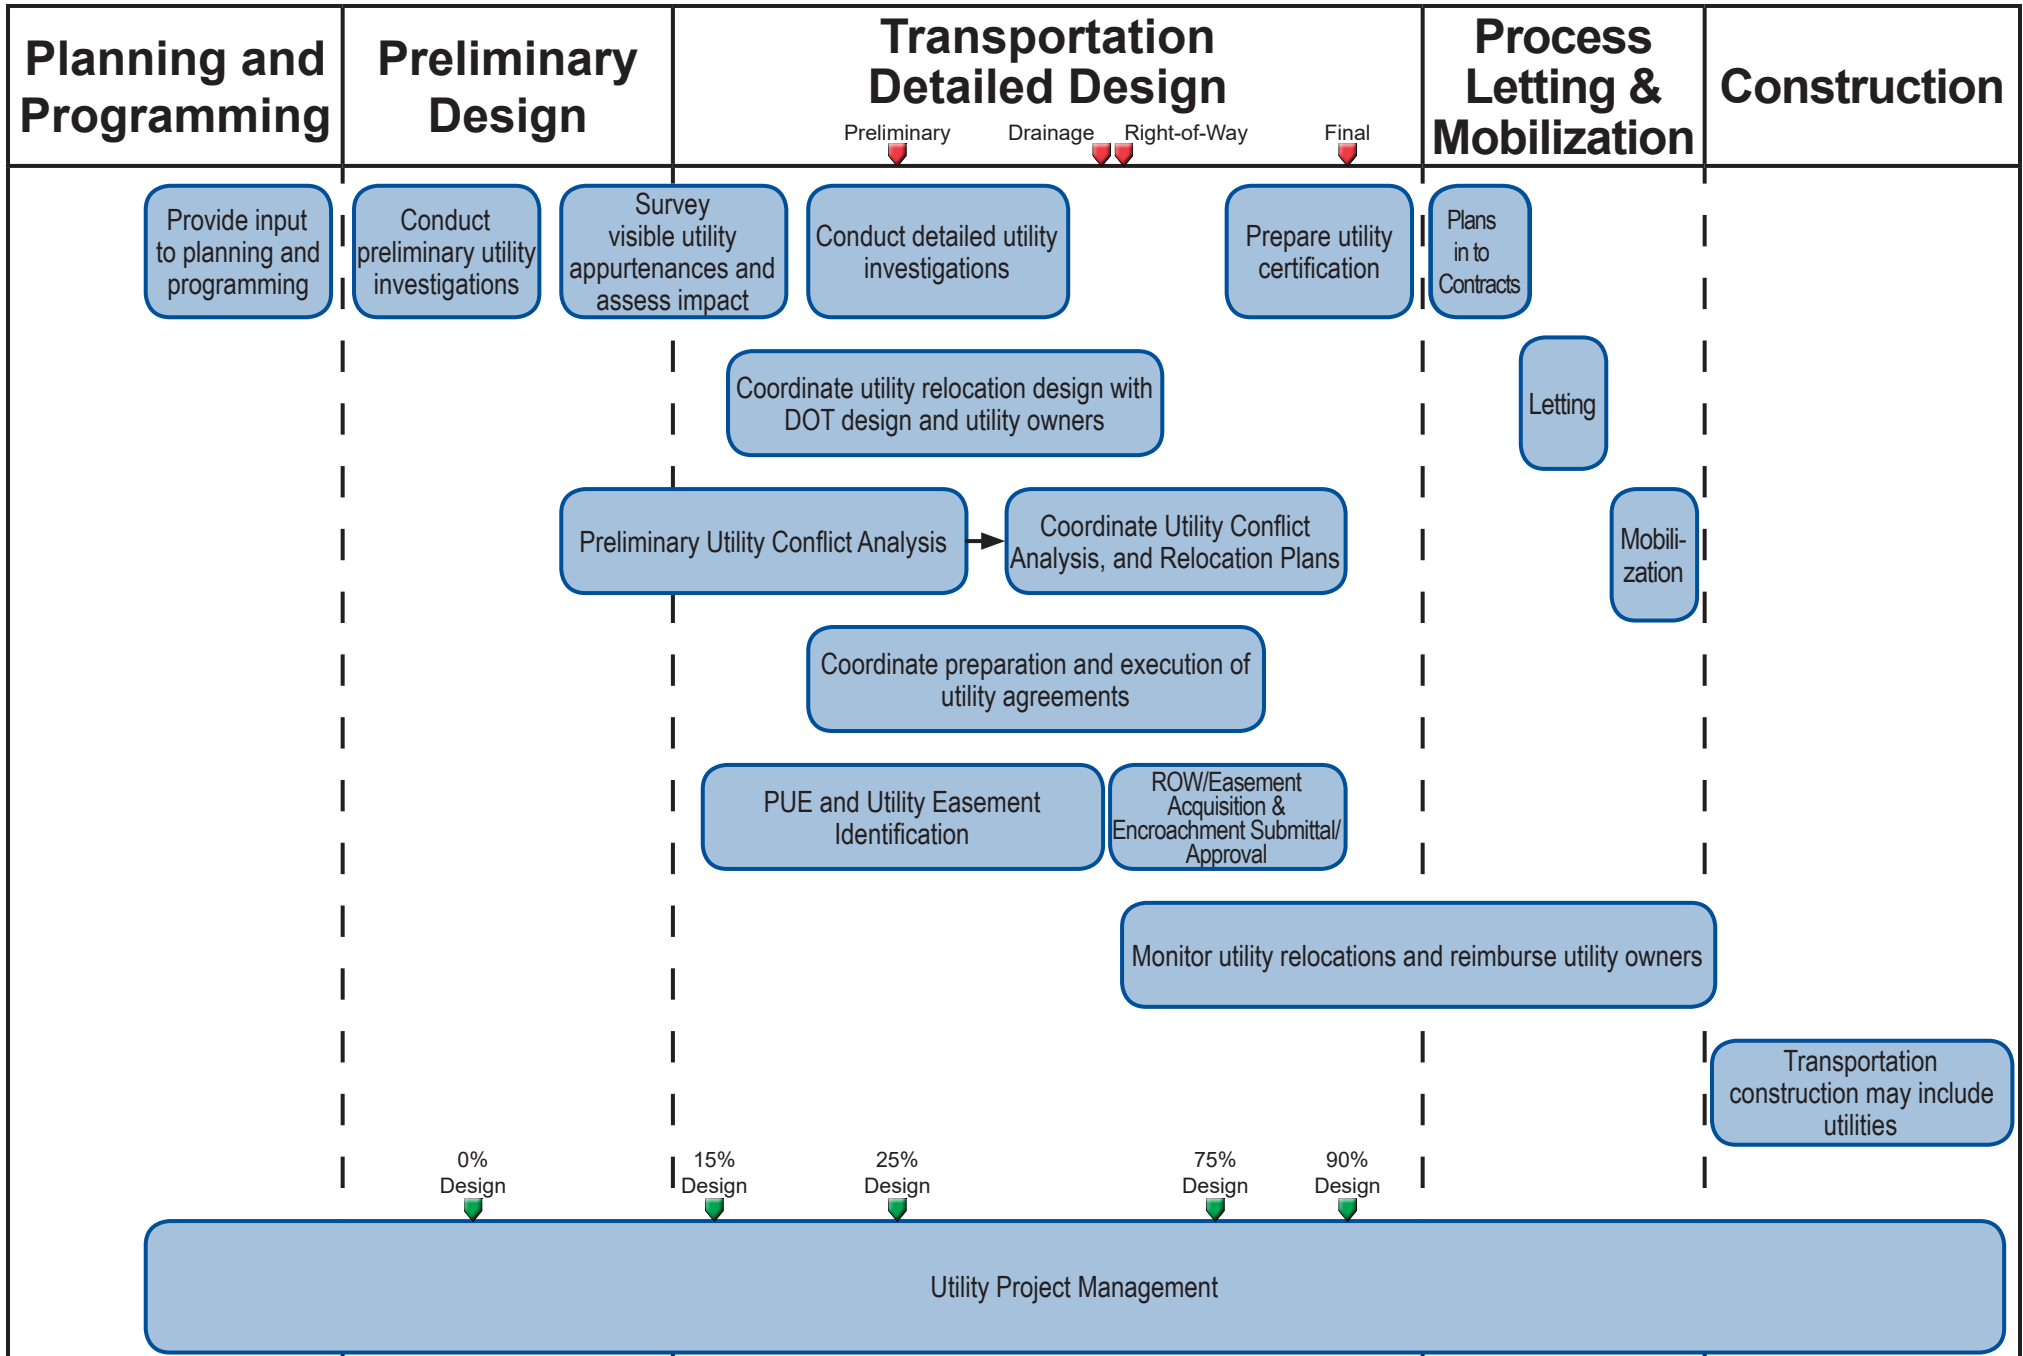 Planning and
Programming
Preliminary
Design
Transportation
Detailed Design
Preliminary
Drainage
Right-of-Way
Final
Process
Letting &
Mobilization
Construction
Provide input
to planning and
programming
Conduct
preliminary utility
investigations
Survey
visible utility
appurtenances and
assess impact
Conduct detailed utility
investigations
Prepare utility
certification
Plans
in to
Contracts
Coordinate utility relocation design with
DOT design and utility owners
Letting
Preliminary Utility Conflict Analysis
Coordinate Utility Conflict
Analysis, and Relocation Plans
Mobili-
zation
Coordinate preparation and execution of
utility agreements
PUE and Utility Easement
Identification
ROW/Easement
Acquisition &
Encroachment Submittal/
Approval
Monitor utility relocations and reimburse utility owners
Transportation
construction may include
utilities
0%
Design
15%
Design
25%
Design
75%
Design
90%
Design
Utility Project Management